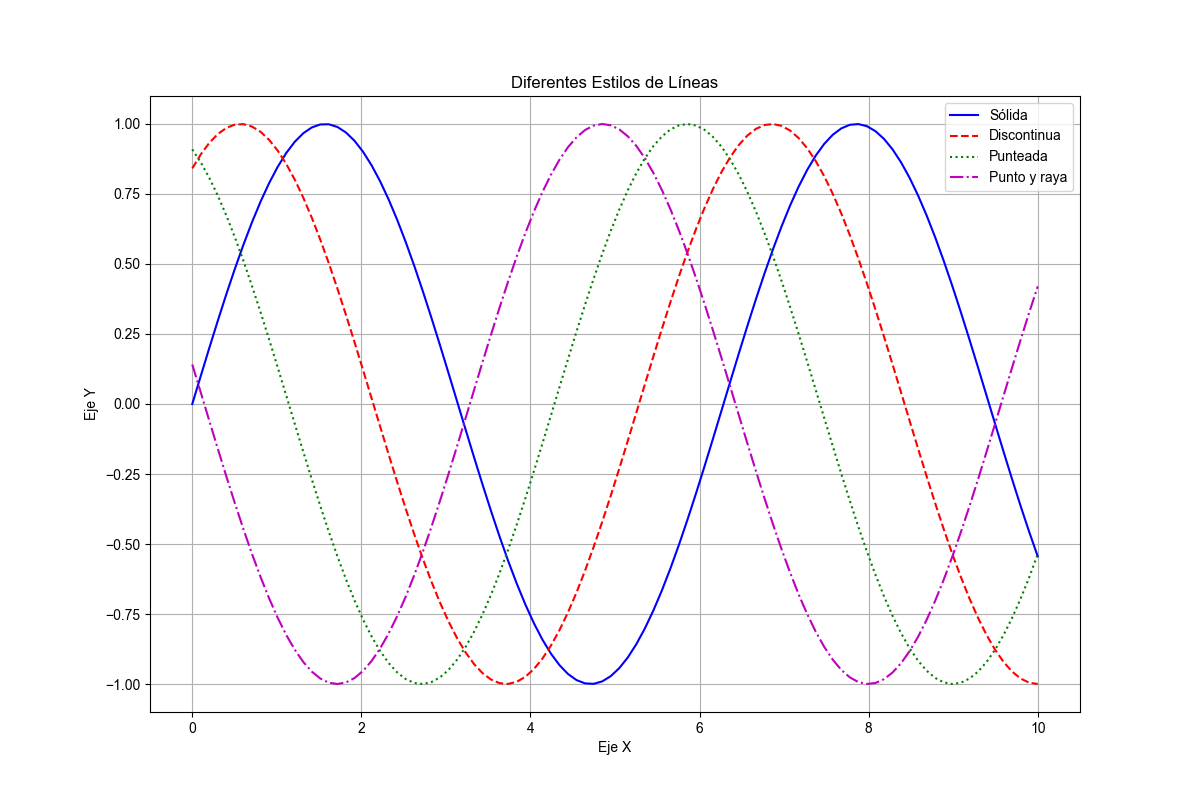 Diferentes Estilos de Líneas
Sólida
Discontinua
Punteada
Punto y raya
Eje Y
1.00
0.75
0.50
0.25
0.00
−0.25
−0.50
−0.75
−1.00
0 2 4 6 8 10
Eje X